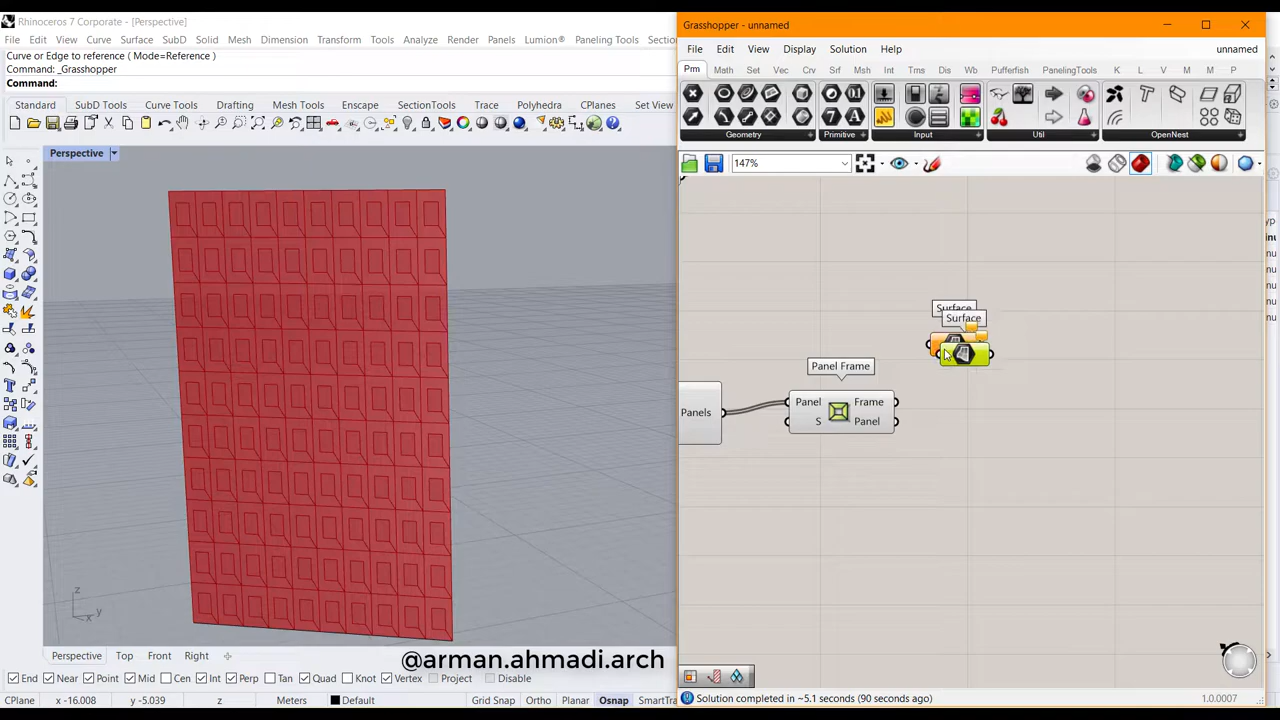 Rhinoceros 7 Corporate - [Perspective]
File Edit View Curve Surface SubD Solid Mesh Dimension Transform Tools Analyze Render Panels Lumion® Paneling Tools Section
Curve or Edge to reference ( Mode=Reference )
Command: _Grasshopper
Command:
Standard SubD Tools Curve Tools Drafting Mesh Tools Enscape SectionTools Trace Polyhedra CPlanes Set View
Perspective
z
y
x
Perspective Top Front Right
@arman.ahmadi.arch
End Near Point Mid Cen Int Perp Tan Quad Knot Vertex Project Disable
CPlane x -16.008 y -5.039 z Meters Default Grid Snap Ortho Planar Osnap SmartTra
Grasshopper - unnamed
File Edit View Display Solution Help unnamed
Prm Math Set Vec Crv Srf Msh Int Trns Dis Wb Pufferfish PanelingTools K L V M M P
Geometry Primitive Input Util OpenNest
147%
Surface
Surface
Panel Frame
Panels
Panel Frame
S Panel
Solution completed in ~5.1 seconds (90 seconds ago) 1.0.0007